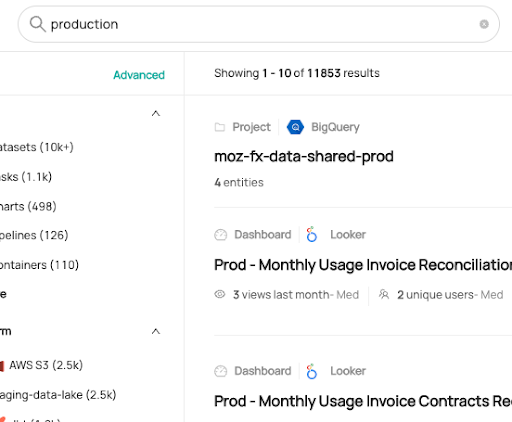 production
Advanced
Showing 1 - 10 of 11853 results
atasets (10k+)
sks (1.1k)
harts (498)
pelines (126)
ontainers (110)
e
rm
AWS S3 (2.5k)
aging-data-lake (2.5k)
Project BigQuery
moz-fx-data-shared-prod
4 entities
Dashboard Looker
Prod - Monthly Usage Invoice Reconciliation
3 views last month- Med 2 unique users- Med
Dashboard Looker
Prod - Monthly Usage Invoice Contracts Re